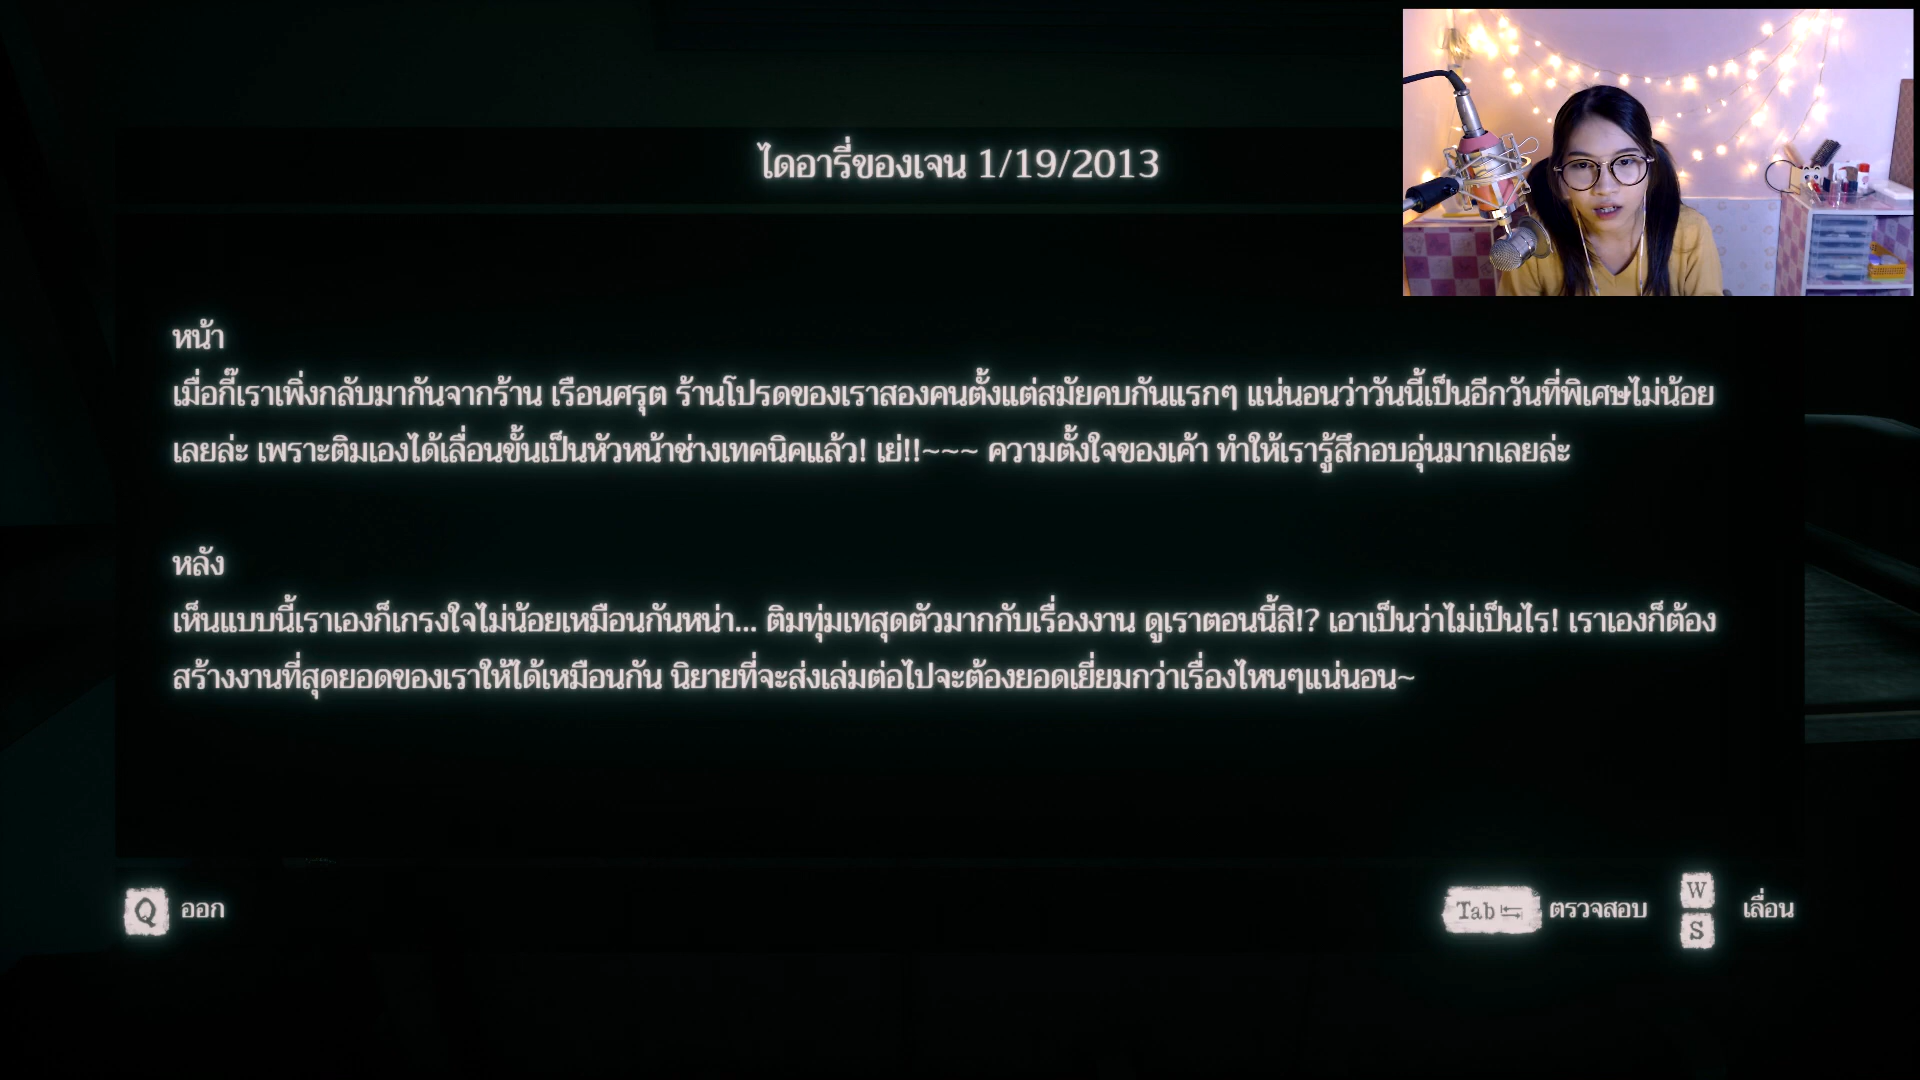 ไดอารี่ของเจน 1/19/2013
หน้า
เมื่อกี๊เราเพิ่งกลับมากันจากร้าน เรือนศรุต ร้านโปรดของเราสองคนตั้งแต่สมัยคบกันแรกๆ แน่นอนว่าวันนี้เป็นอีกวันที่พิเศษไม่น้อย
เลยล่ะ เพราะติมเองได้เลื่อนขั้นเป็นหัวหน้าช่างเทคนิคแล้ว! เย่!!~~~ ความตั้งใจของเค้า ทำให้เรารู้สึกอบอุ่นมากเลยล่ะ
หลัง
เห็นแบบนี้เราเองก็เกรงใจไม่น้อยเหมือนกันหน่า... ติมทุ่มเทสุดตัวมากกับเรื่องงาน ดูเราตอนนี้สิ!? เอาเป็นว่าไม่เป็นไร! เราเองก็ต้อง
สร้างงานที่สุดยอดของเราให้ได้เหมือนกัน นิยายที่จะส่งเล่มต่อไปจะต้องยอดเยี่ยมกว่าเรื่องไหนๆแน่นอน~
Q ออก
Tab ตรวจสอบ
W
S
เลื่อน